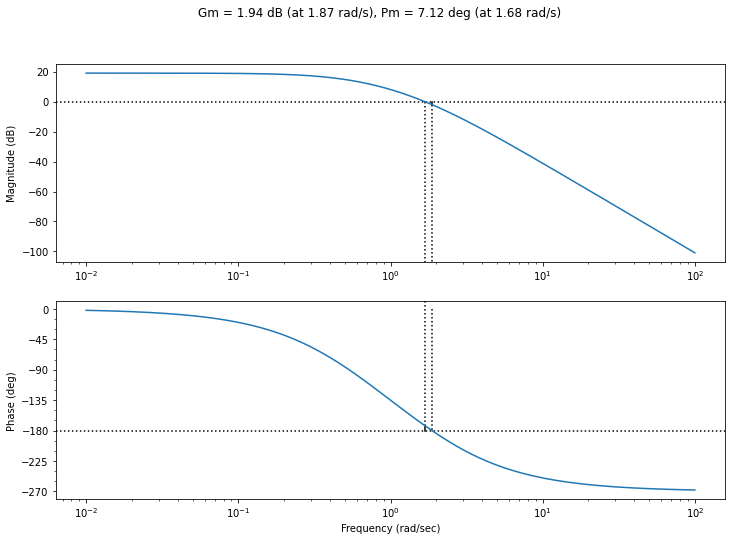 Gm = 1.94 dB (at 1.87 rad/s), Pm = 7.12 deg (at 1.68 rad/s)
Magnitude (dB)
20
0
−20
−40
−60
−80
−100
10⁻² 10⁻¹ 10⁰ 10¹ 10²
Phase (deg)
0
−45
−90
−135
−180
−225
−270
10⁻² 10⁻¹ 10⁰ 10¹ 10²
Frequency (rad/sec)